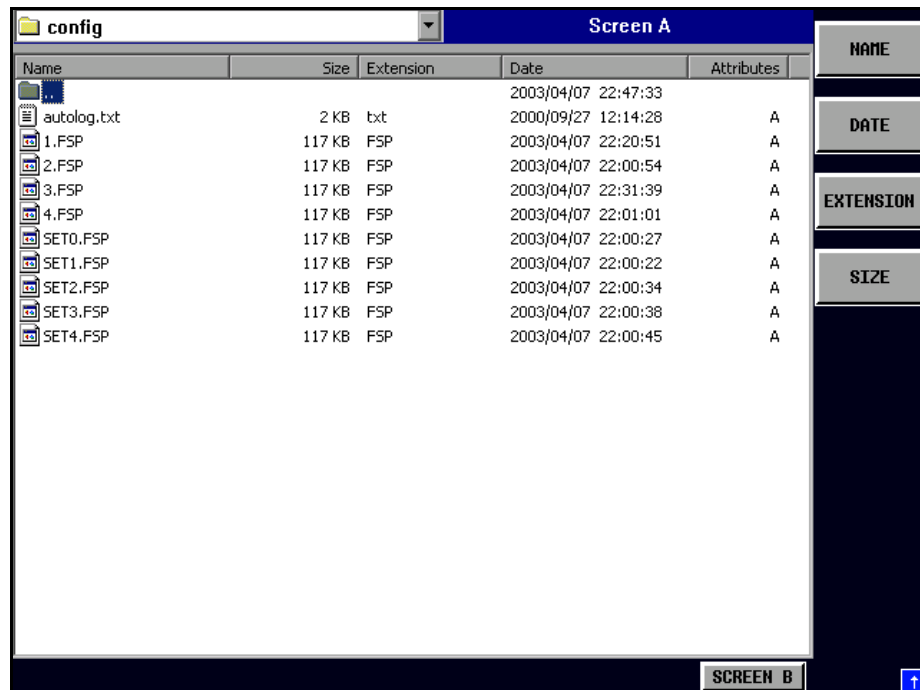 config
Screen A
Name Size Extension Date Attributes
.. 2003/04/07 22:47:33
autolog.txt 2 KB txt 2000/09/27 12:14:28 A
1.FSP 117 KB FSP 2003/04/07 22:20:51 A
2.FSP 117 KB FSP 2003/04/07 22:00:54 A
3.FSP 117 KB FSP 2003/04/07 22:31:39 A
4.FSP 117 KB FSP 2003/04/07 22:01:01 A
SET0.FSP 117 KB FSP 2003/04/07 22:00:27 A
SET1.FSP 117 KB FSP 2003/04/07 22:00:22 A
SET2.FSP 117 KB FSP 2003/04/07 22:00:34 A
SET3.FSP 117 KB FSP 2003/04/07 22:00:38 A
SET4.FSP 117 KB FSP 2003/04/07 22:00:45 A
NAME
DATE
EXTENSION
SIZE
SCREEN B